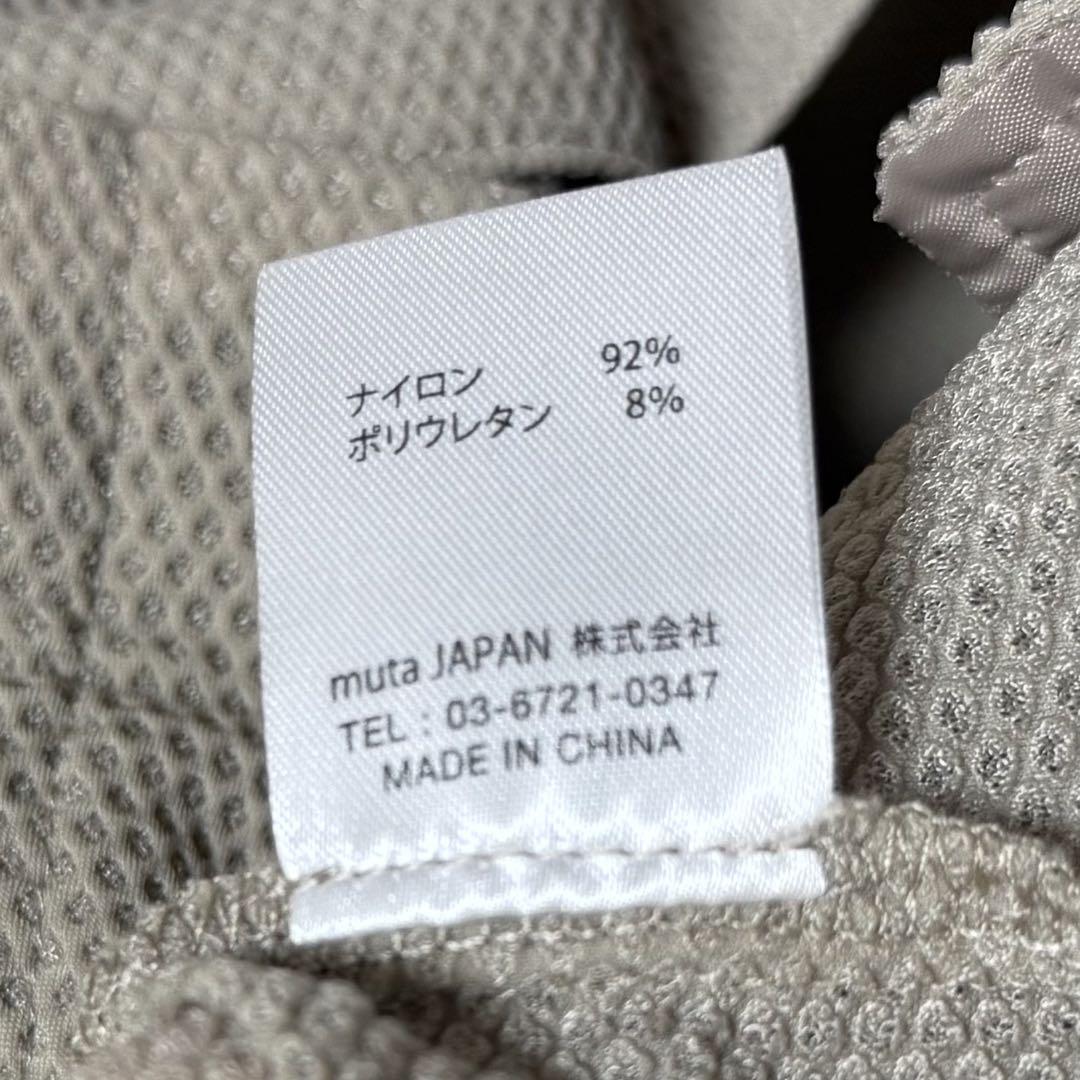 ナイロン 92%
ポリウレタン 8%
muta JAPAN 株式会社
TEL : 03-6721-0347
MADE IN CHINA